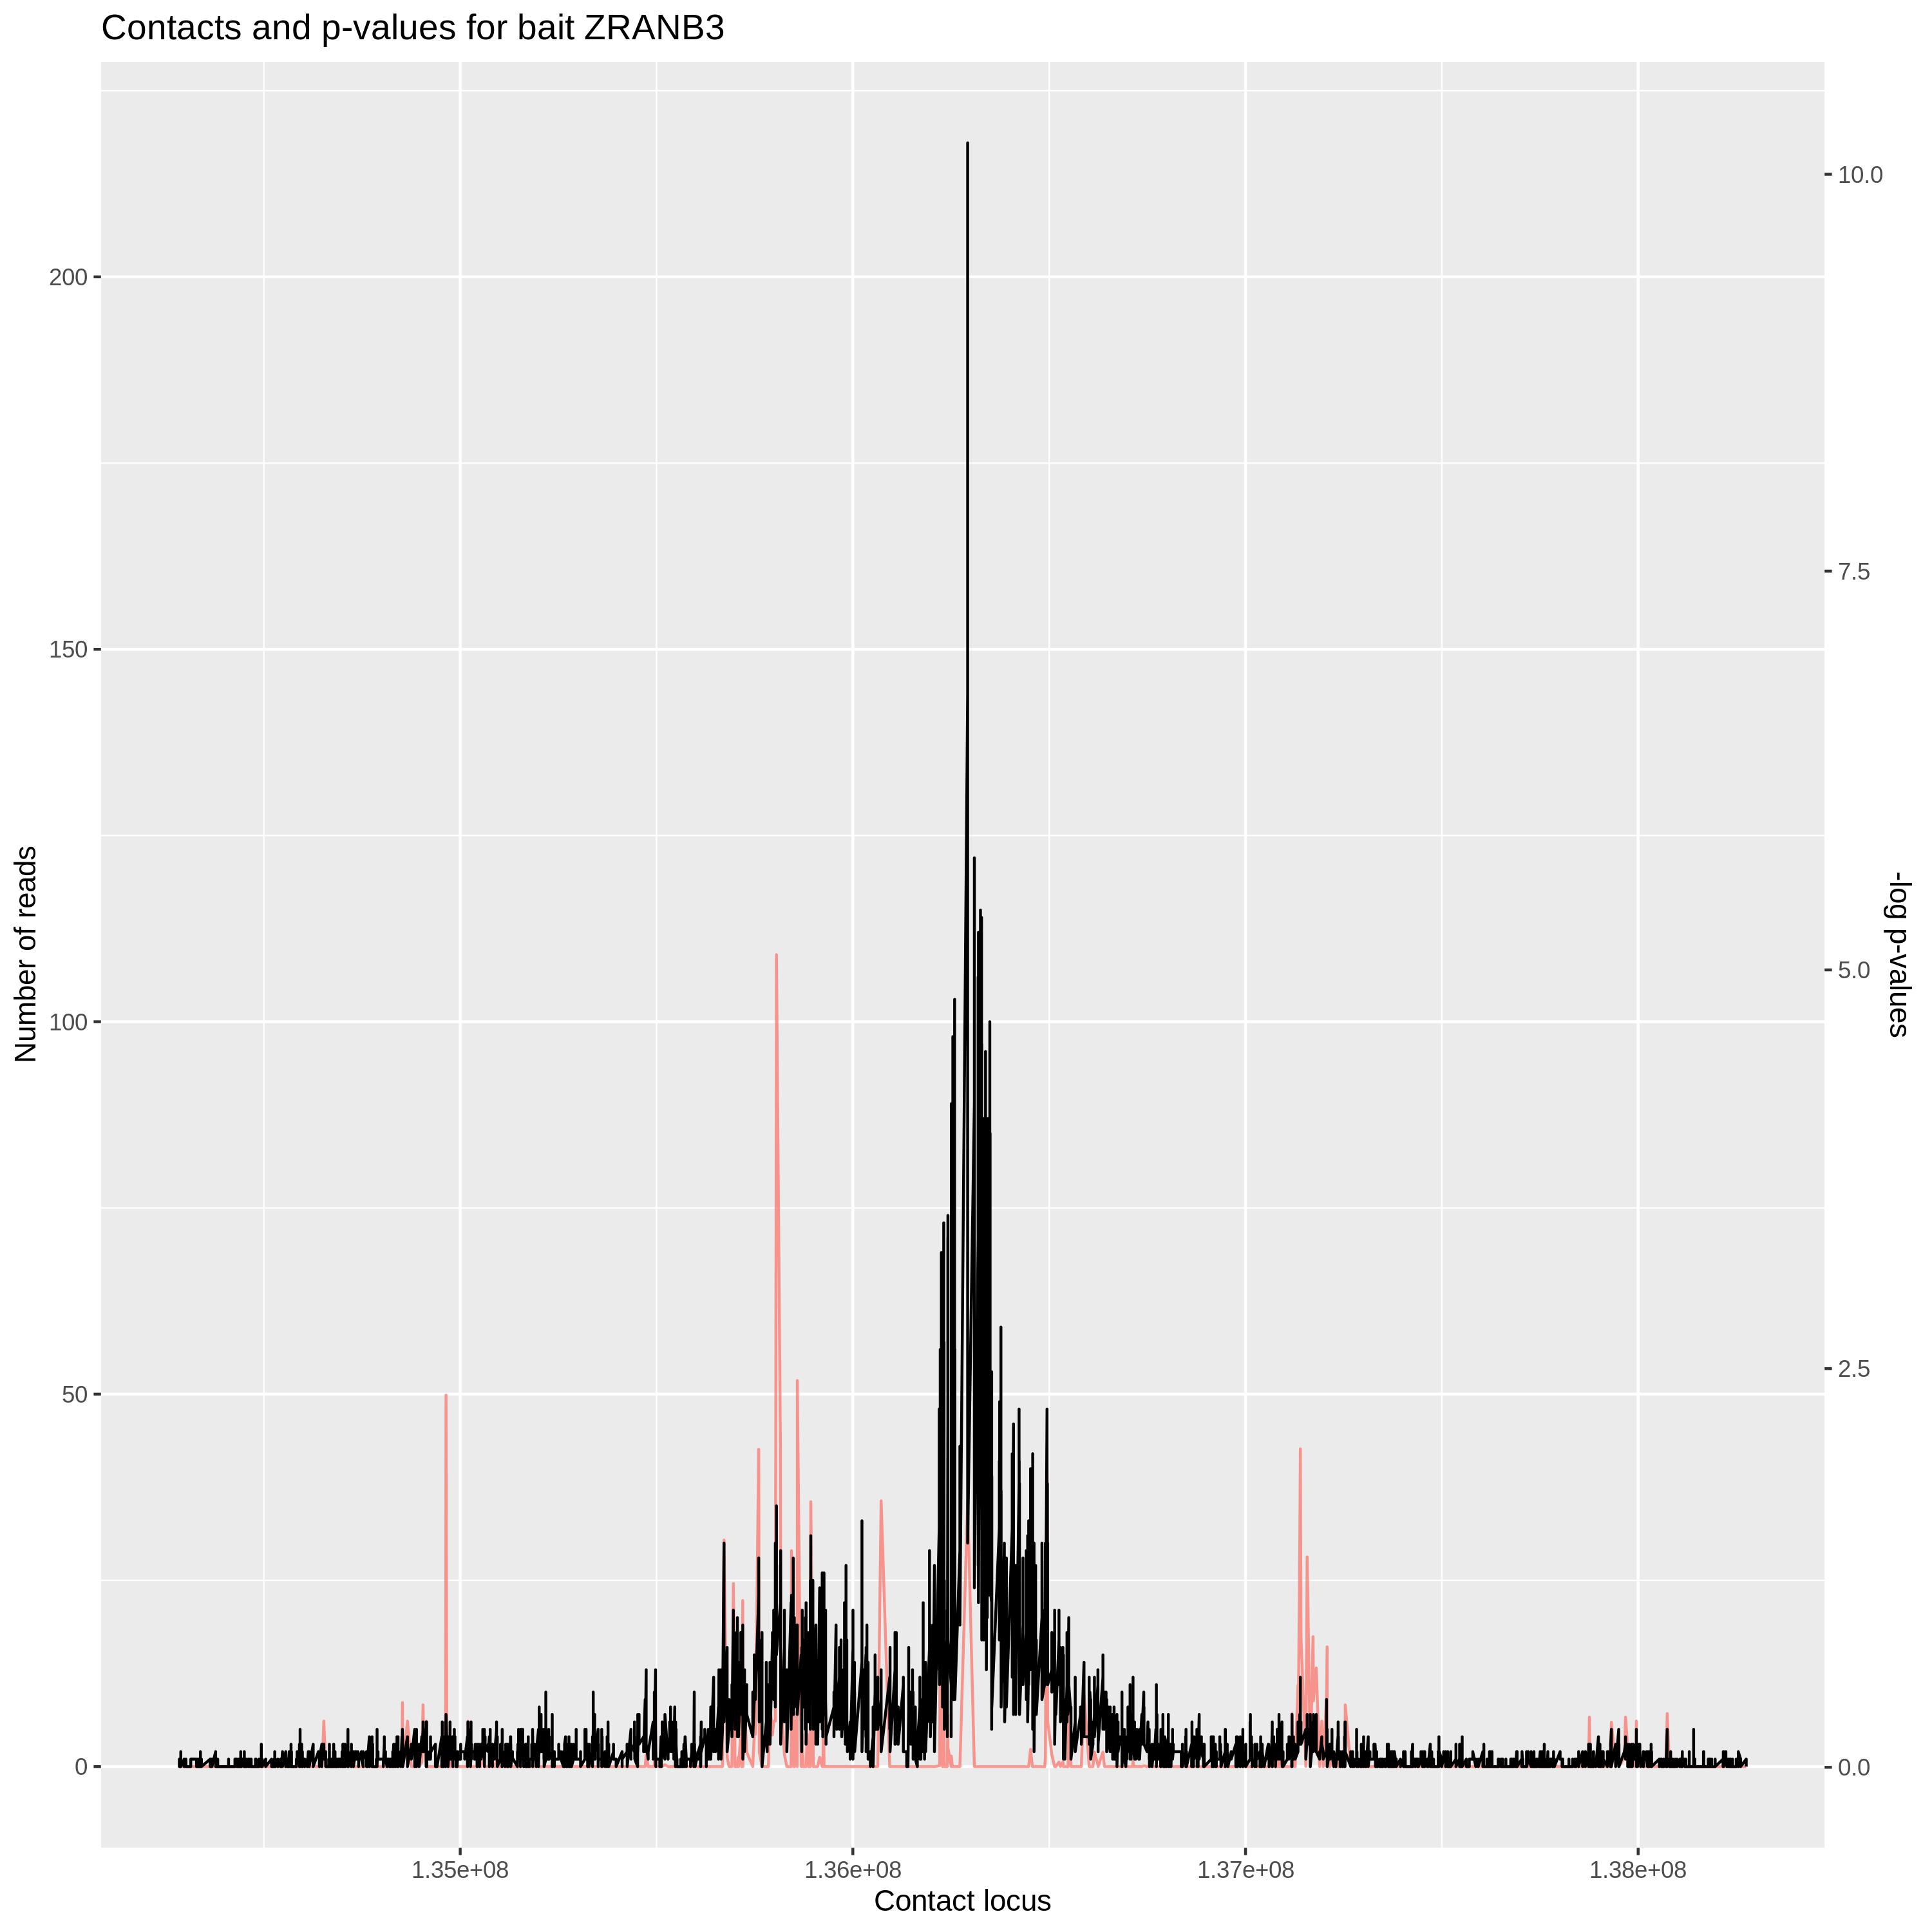 Contacts and p-values for bait ZRANB3
Number of reads
200
150
100
50
0
10.0
7.5
5.0
2.5
0.0
-log p-values
1.35e+08
1.36e+08
1.37e+08
1.38e+08
Contact locus